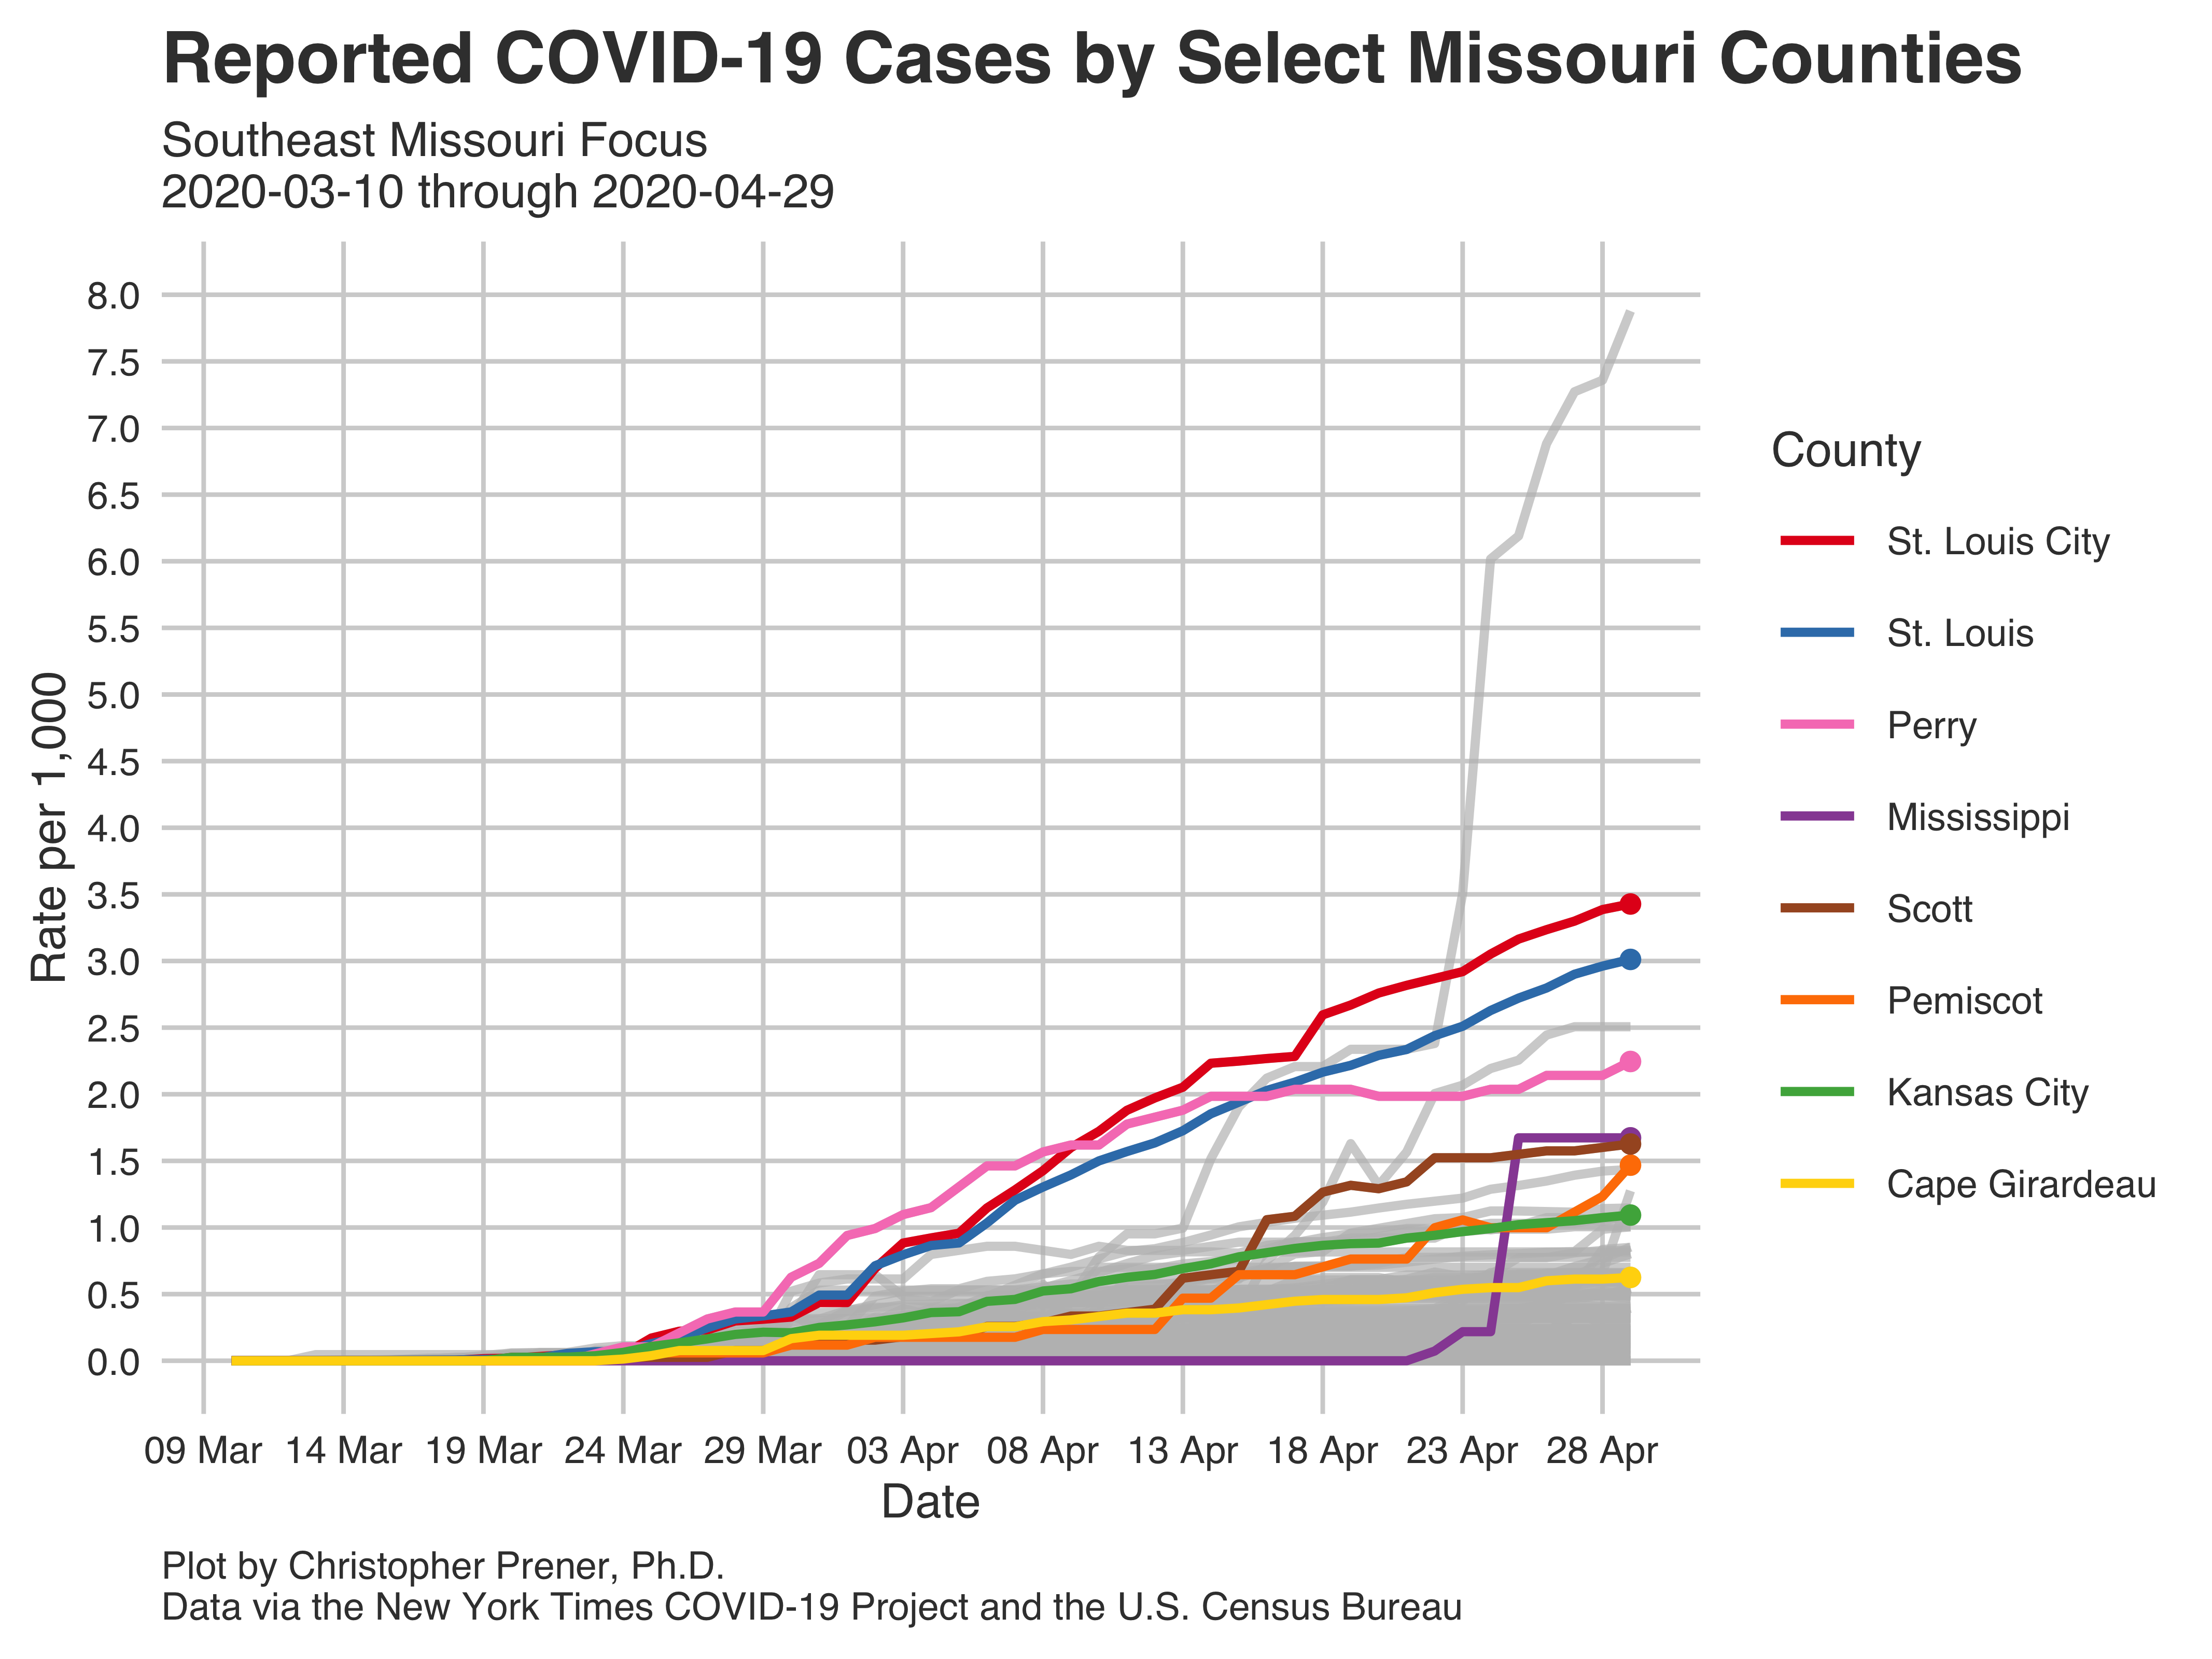 Reported COVID-19 Cases by Select Missouri Counties
Southeast Missouri Focus
2020-03-10 through 2020-04-29
8.0
7.5
7.0
6.5
6.0
5.5
5.0
4.5
4.0
3.5
3.0
2.5
2.0
1.5
1.0
0.5
0.0
Rate per 1,000
09 Mar 14 Mar 19 Mar 24 Mar 29 Mar 03 Apr 08 Apr 13 Apr 18 Apr 23 Apr 28 Apr
Date
County
St. Louis City
St. Louis
Perry
Mississippi
Scott
Pemiscot
Kansas City
Cape Girardeau
Plot by Christopher Prener, Ph.D.
Data via the New York Times COVID-19 Project and the U.S. Census Bureau